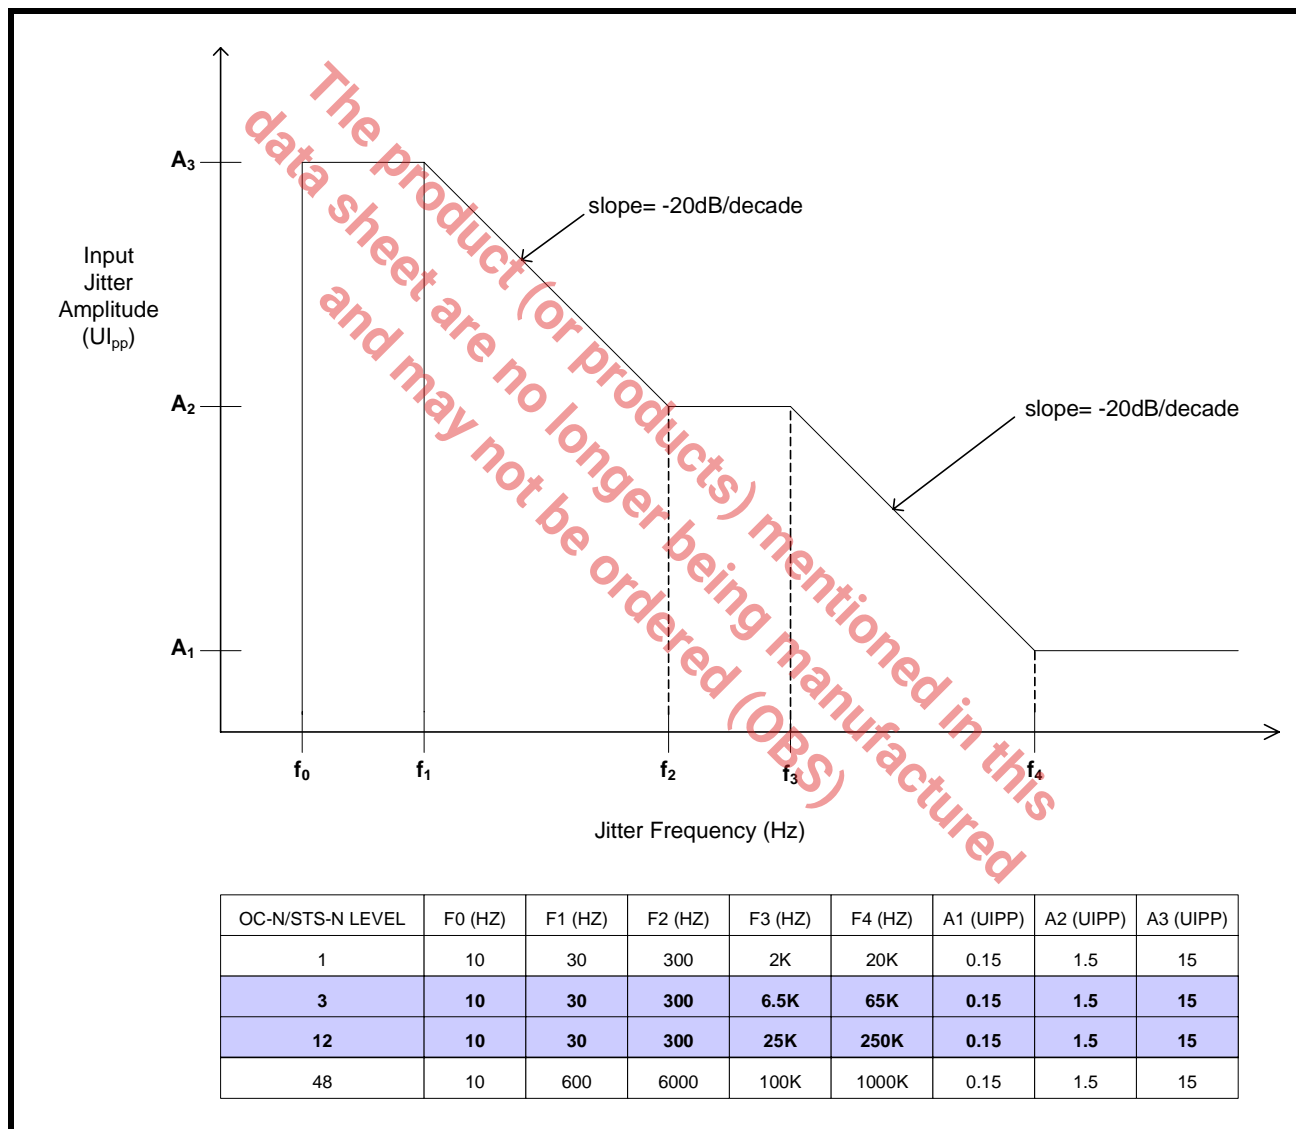 The product (or products) mentioned in this
data sheet are no longer being manufactured
and may not be ordered (OBS)
A3
slope= -20dB/decade
Input
Jitter
Amplitude
(UIpp)
A2
slope= -20dB/decade
A1
f0 f1 f2 f3 f4
Jitter Frequency (Hz)
OC-N/STS-N LEVEL F0 (HZ) F1 (HZ) F2 (HZ) F3 (HZ) F4 (HZ) A1 (UIPP) A2 (UIPP) A3 (UIPP)
1 10 30 300 2K 20K 0.15 1.5 15
3 10 30 300 6.5K 65K 0.15 1.5 15
12 10 30 300 25K 250K 0.15 1.5 15
48 10 600 6000 100K 1000K 0.15 1.5 15